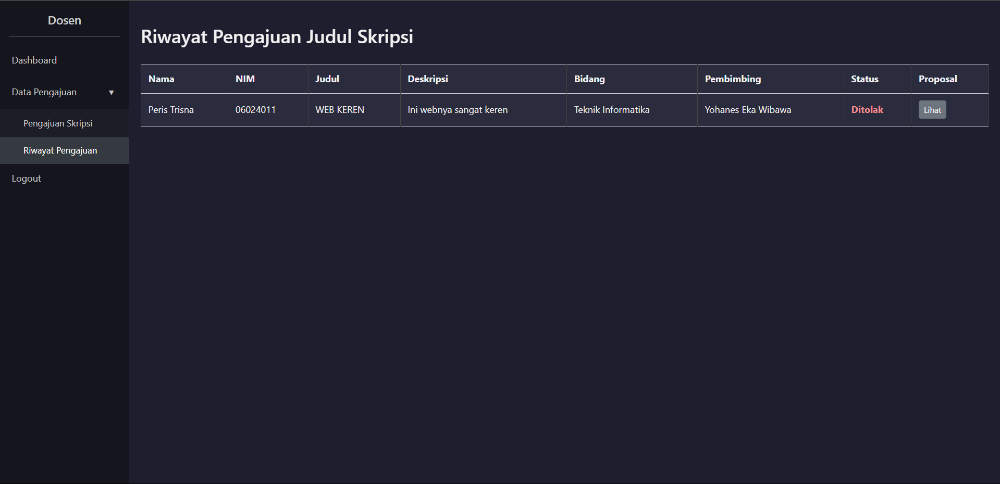 Dosen
Dashboard
Data Pengajuan ▼
Pengajuan Skripsi
Riwayat Pengajuan
Logout
Riwayat Pengajuan Judul Skripsi
Nama NIM Judul Deskripsi Bidang Pembimbing Status Proposal
Peris Trisna 06024011 WEB KEREN Ini webnya sangat keren Teknik Informatika Yohanes Eka Wibawa Ditolak Lihat